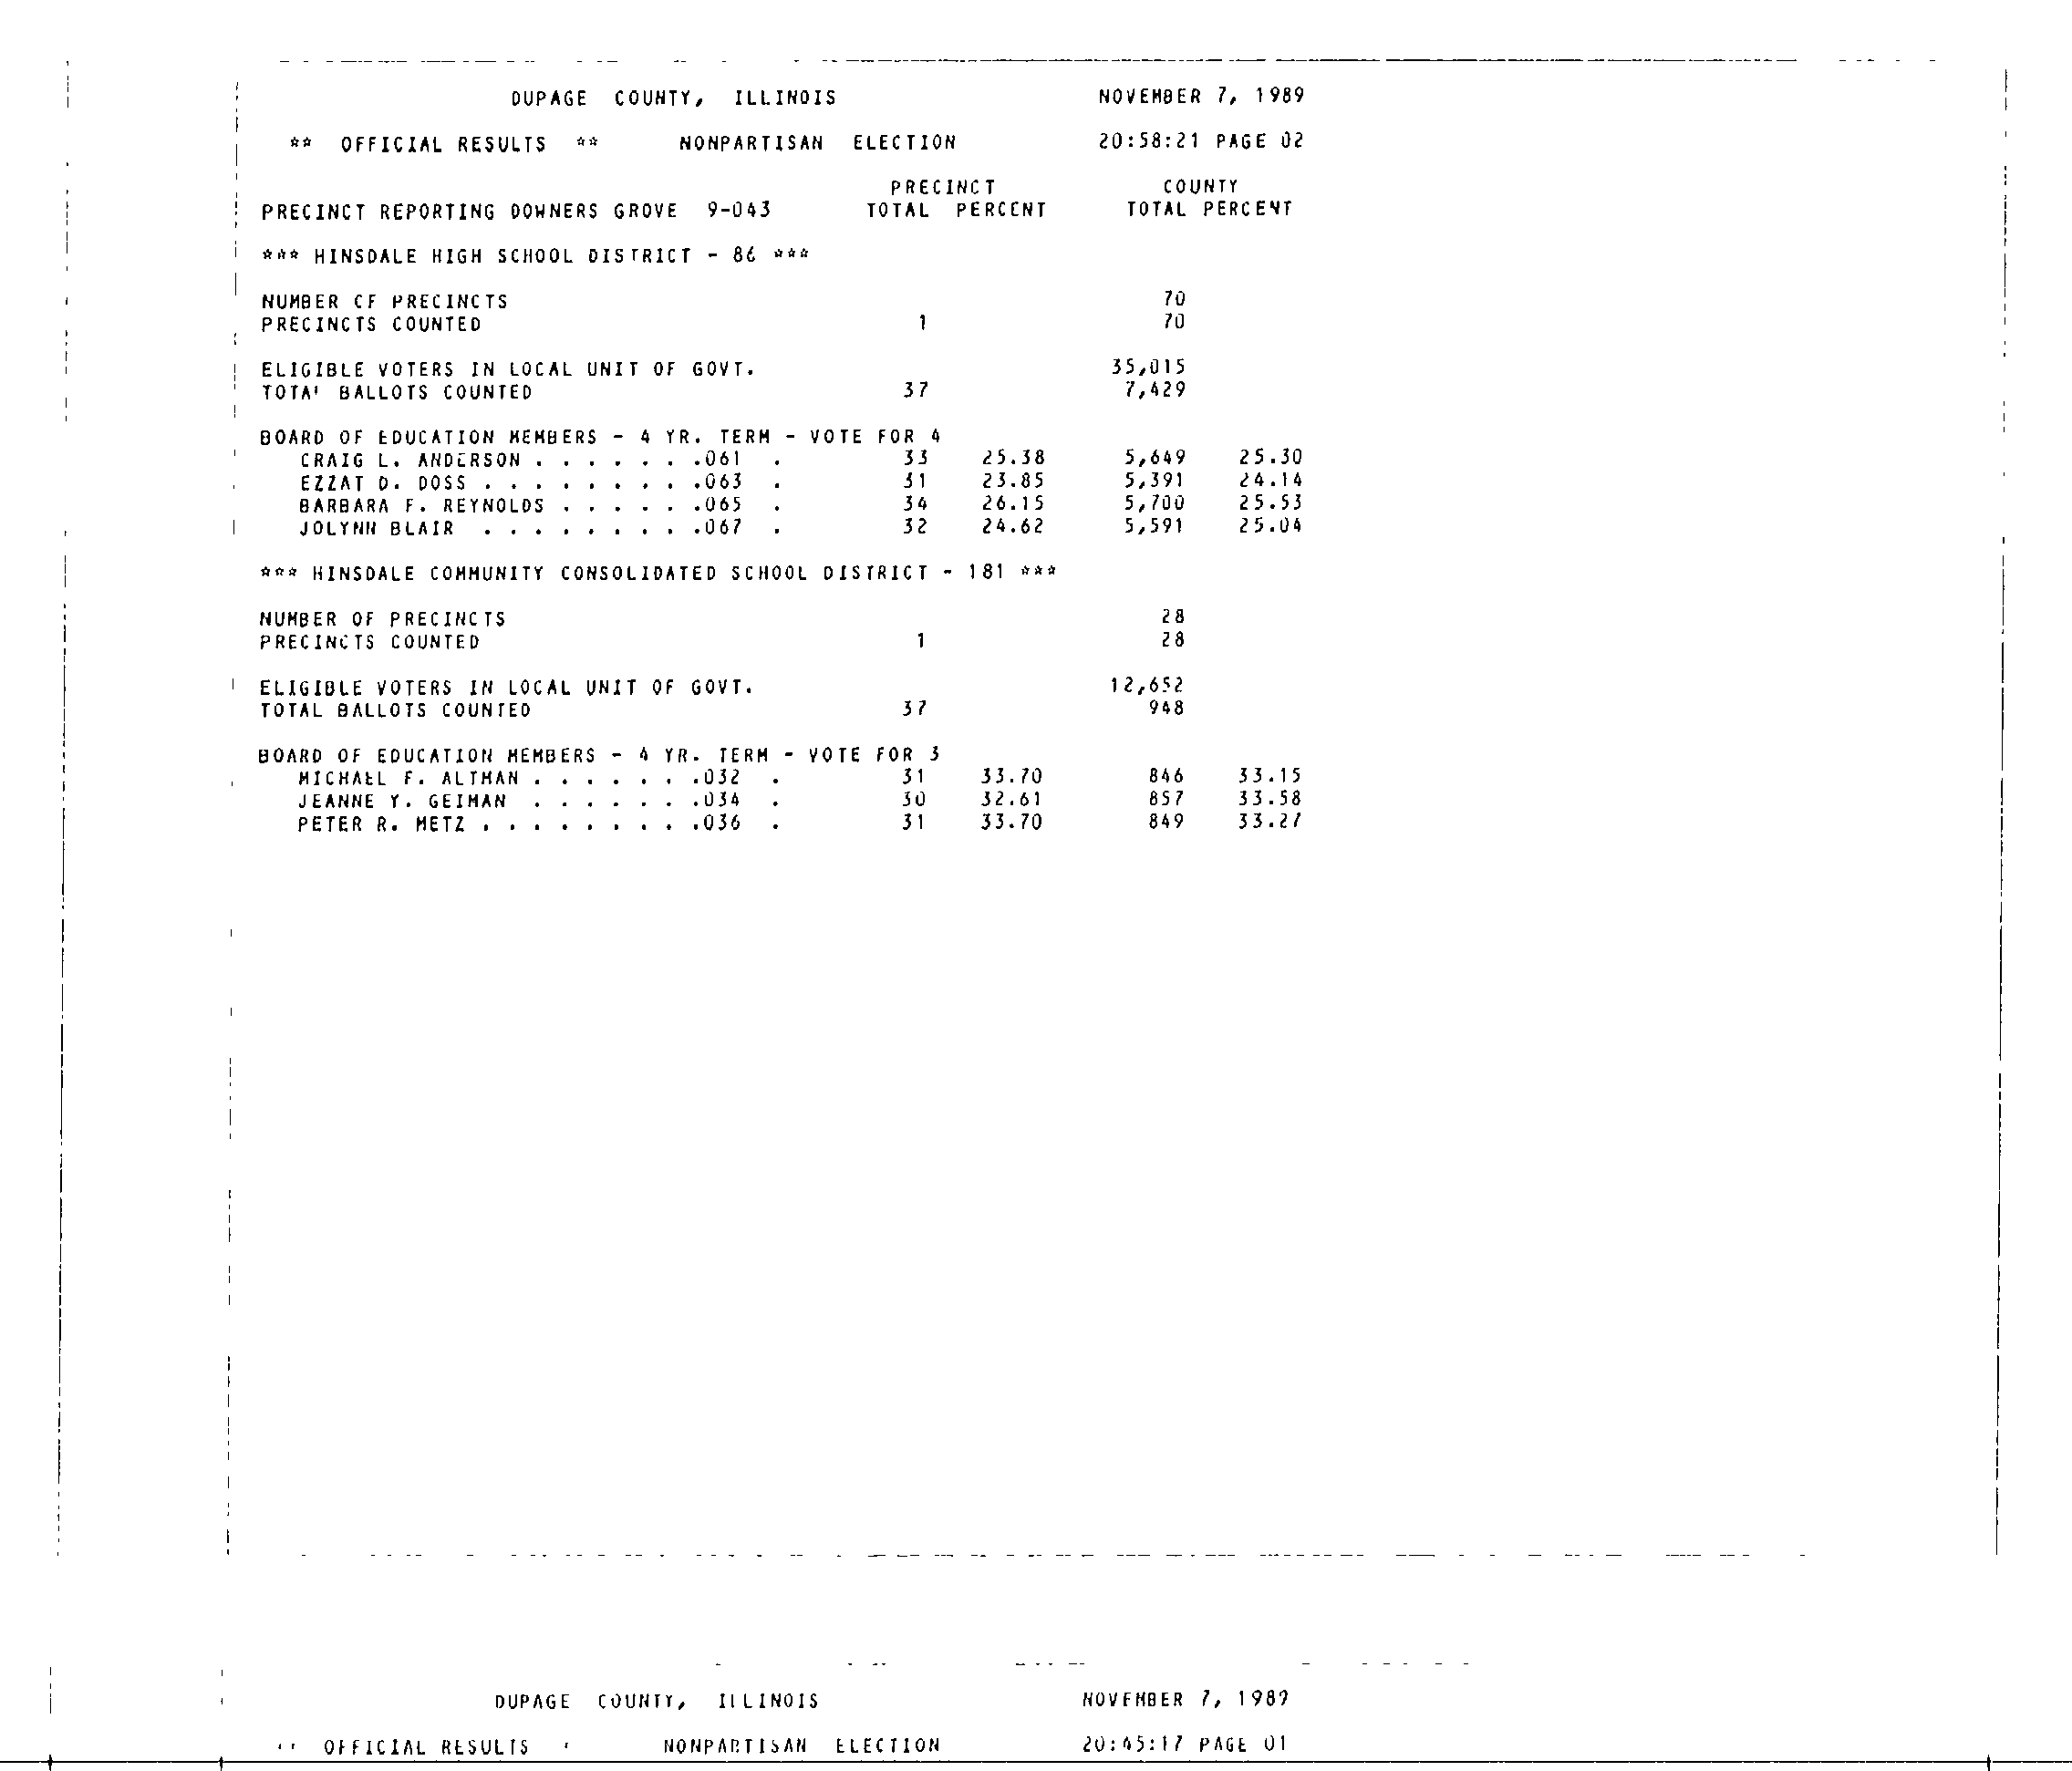 DUPAGE COUNTY, ILLINOIS NOVEMBER 7, 1989
** OFFICIAL RESULTS ** NONPARTISAN ELECTION 20:58:21 PAGE 02
PRECINCT COUNTY
PRECINCT REPORTING DOWNERS GROVE 9-043 TOTAL PERCENT TOTAL PERCENT
*** HINSDALE HIGH SCHOOL DISTRICT - 86 ***
NUMBER OF PRECINCTS 70
PRECINCTS COUNTED 1 70
ELIGIBLE VOTERS IN LOCAL UNIT OF GOVT. 35,015
TOTAL BALLOTS COUNTED 37 7,429
BOARD OF EDUCATION MEMBERS - 4 YR. TERM - VOTE FOR 4
CRAIG L. ANDERSON . . . . . . .061 . 33 25.38 5,649 25.30
EZZAT D. DOSS . . . . . . . . .063 . 31 23.85 5,391 24.14
BARBARA F. REYNOLDS . . . . . .065 . 34 26.15 5,700 25.53
JOLYNN BLAIR . . . . . . . . .067 . 32 24.62 5,591 25.04
*** HINSDALE COMMUNITY CONSOLIDATED SCHOOL DISTRICT - 181 ***
NUMBER OF PRECINCTS 28
PRECINCTS COUNTED 1 28
ELIGIBLE VOTERS IN LOCAL UNIT OF GOVT. 12,652
TOTAL BALLOTS COUNTED 37 948
BOARD OF EDUCATION MEMBERS - 4 YR. TERM - VOTE FOR 3
MICHAEL F. ALTMAN . . . . . . .032 . 31 33.70 846 33.15
JEANNE Y. GEIMAN . . . . . . .034 . 30 32.61 857 33.58
PETER R. METZ . . . . . . . . .036 . 31 33.70 849 33.27
DUPAGE COUNTY, ILLINOIS NOVEMBER 7, 1989
OFFICIAL RESULTS NONPARTISAN ELECTION 20:45:17 PAGE 01